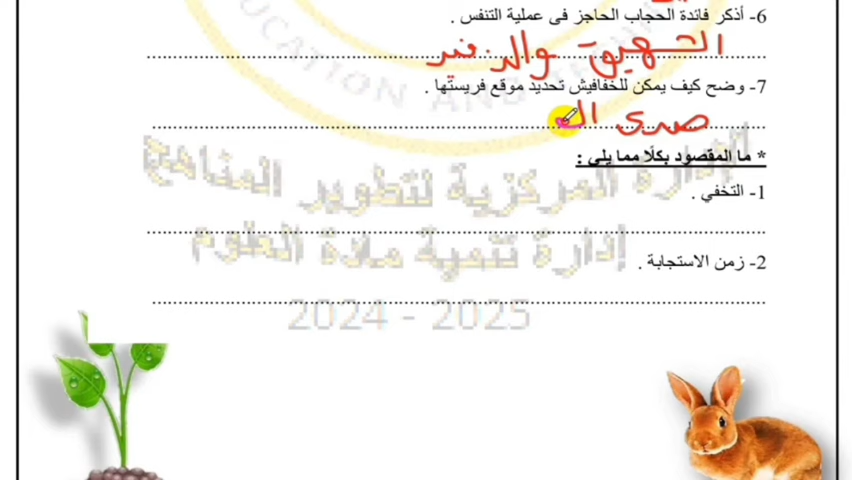 6- أذكر فائدة الحجاب الحاجز فى عملية التنفس .
الشهيق والزفير
7- وضح كيف يمكن للخفافيش تحديد موقع فريستها .
صدى ال
* ما المقصود بكلًا مما يلي :
1- التخفي .
2- زمن الاستجابة .
الإدارة المركزية لتطوير المناهج
إدارة تنمية مادة العلوم
2024 - 2025